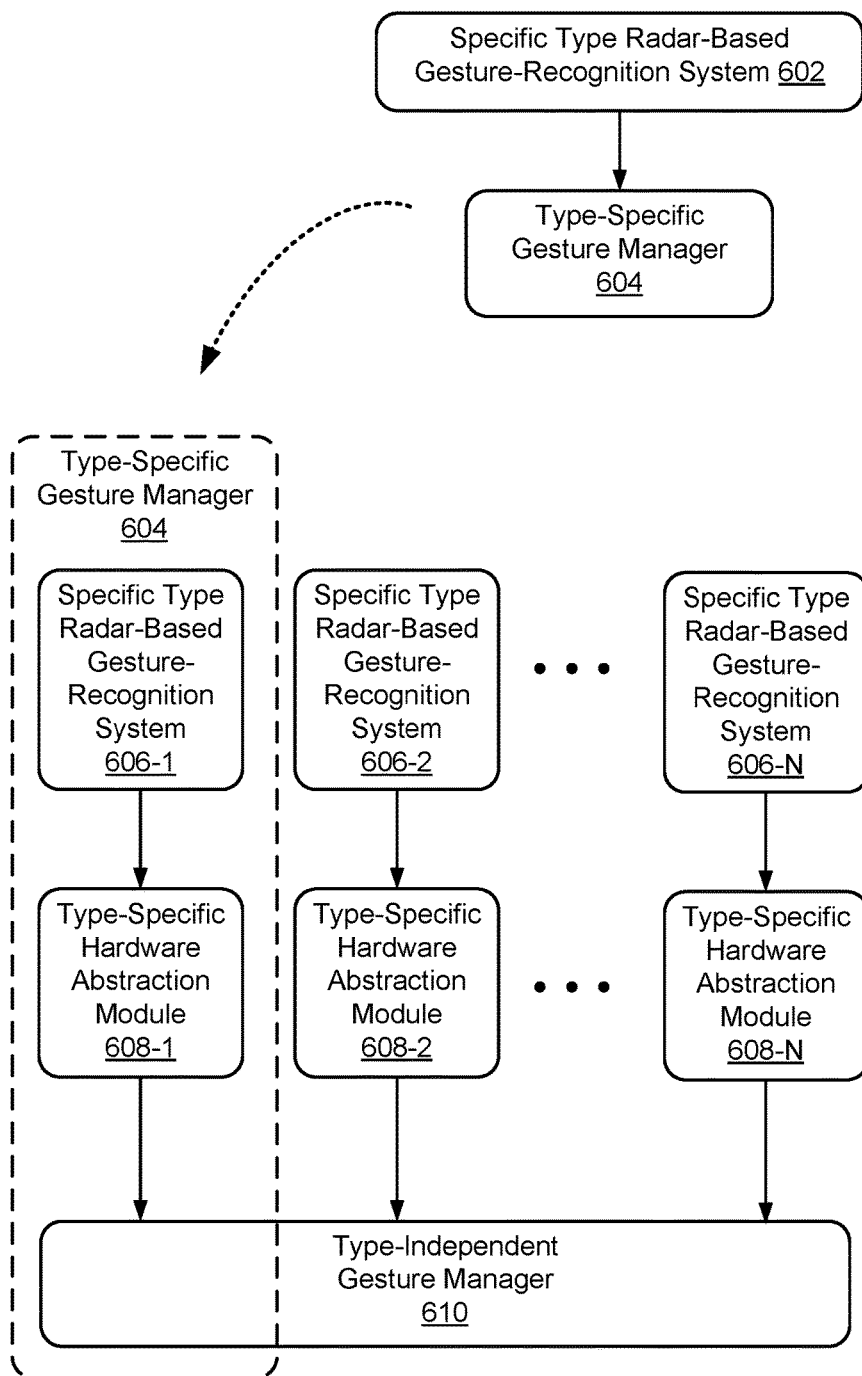 Specific Type Radar-Based
Gesture-Recognition System 602
Type-Specific
Gesture Manager
604
Type-Specific
Gesture Manager
604
Specific Type
Radar-Based
Gesture-
Recognition
System
606-1
Specific Type
Radar-Based
Gesture-
Recognition
System
606-2
Specific Type
Radar-Based
Gesture-
Recognition
System
606-N
Type-Specific
Hardware
Abstraction
Module
608-1
Type-Specific
Hardware
Abstraction
Module
608-2
Type-Specific
Hardware
Abstraction
Module
608-N
Type-Independent
Gesture Manager
610